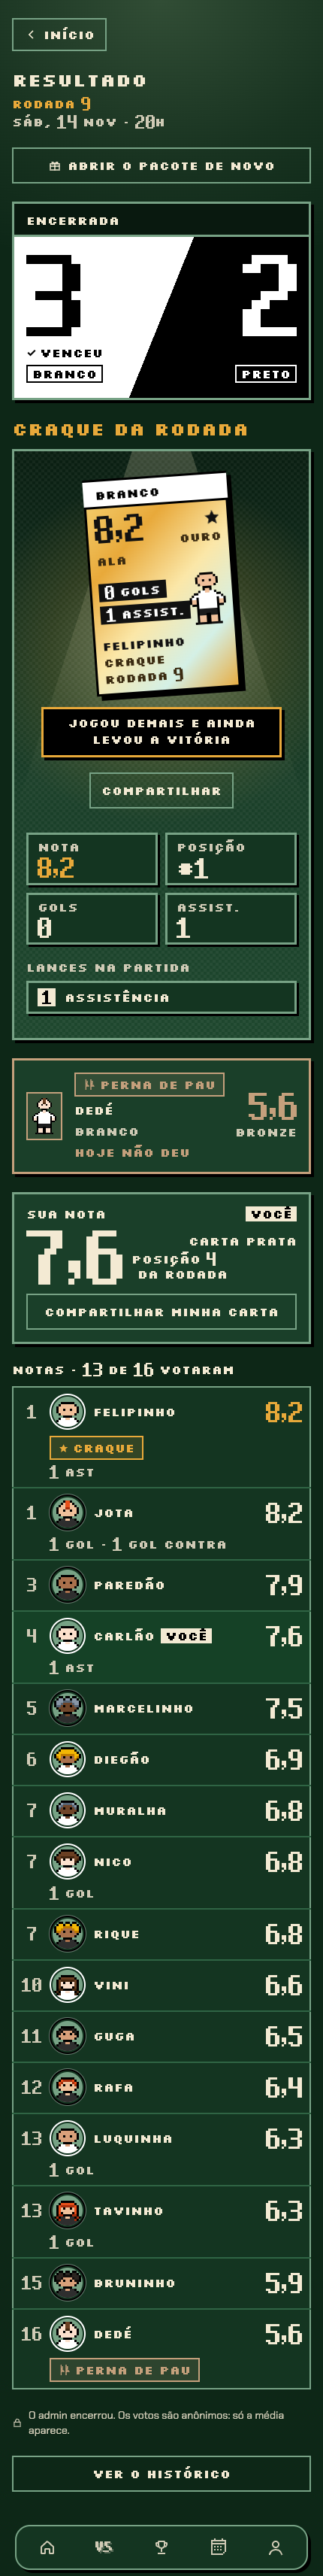 INÍCIO
RESULTADO
RODADA 9
SÁB, 14 NOV · 20H
ABRIR O PACOTE DE NOVO
ENCERRADA
3 2
VENCEU
BRANCO PRETO
CRAQUE DA RODADA
BRANCO
8,2
OURO
ALA
0 GOLS
1 ASSIST.
FELIPINHO
CRAQUE
RODADA 9
JOGOU DEMAIS E AINDA
LEVOU A VITÓRIA
COMPARTILHAR
NOTA POSIÇÃO
8,2 #1
GOLS ASSIST.
0 1
LANCES NA PARTIDA
1 ASSISTÊNCIA
PERNA DE PAU
DEDÉ 5,6
BRANCO BRONZE
HOJE NÃO DEU
SUA NOTA VOCÊ
7,6 CARTA PRATA
POSIÇÃO 4
DA RODADA
COMPARTILHAR MINHA CARTA
NOTAS · 13 DE 16 VOTARAM
1 FELIPINHO 8,2
CRAQUE
1 AST
1 JOTA 8,2
1 GOL · 1 GOL CONTRA
3 PAREDÃO 7,9
4 CARLÃO VOCÊ 7,6
1 AST
5 MARCELINHO 7,5
6 DIEGÃO 6,9
7 MURALHA 6,8
7 NICO 6,8
1 GOL
7 RIQUE 6,8
10 VINI 6,6
11 GUGA 6,5
12 RAFA 6,4
13 LUQUINHA 6,3
1 GOL
13 TAVINHO 6,3
1 GOL
15 BRUNINHO 5,9
16 DEDÉ 5,6
PERNA DE PAU
O admin encerrou. Os votos são anônimos: só a média
aparece.
VER O HISTÓRICO
VS